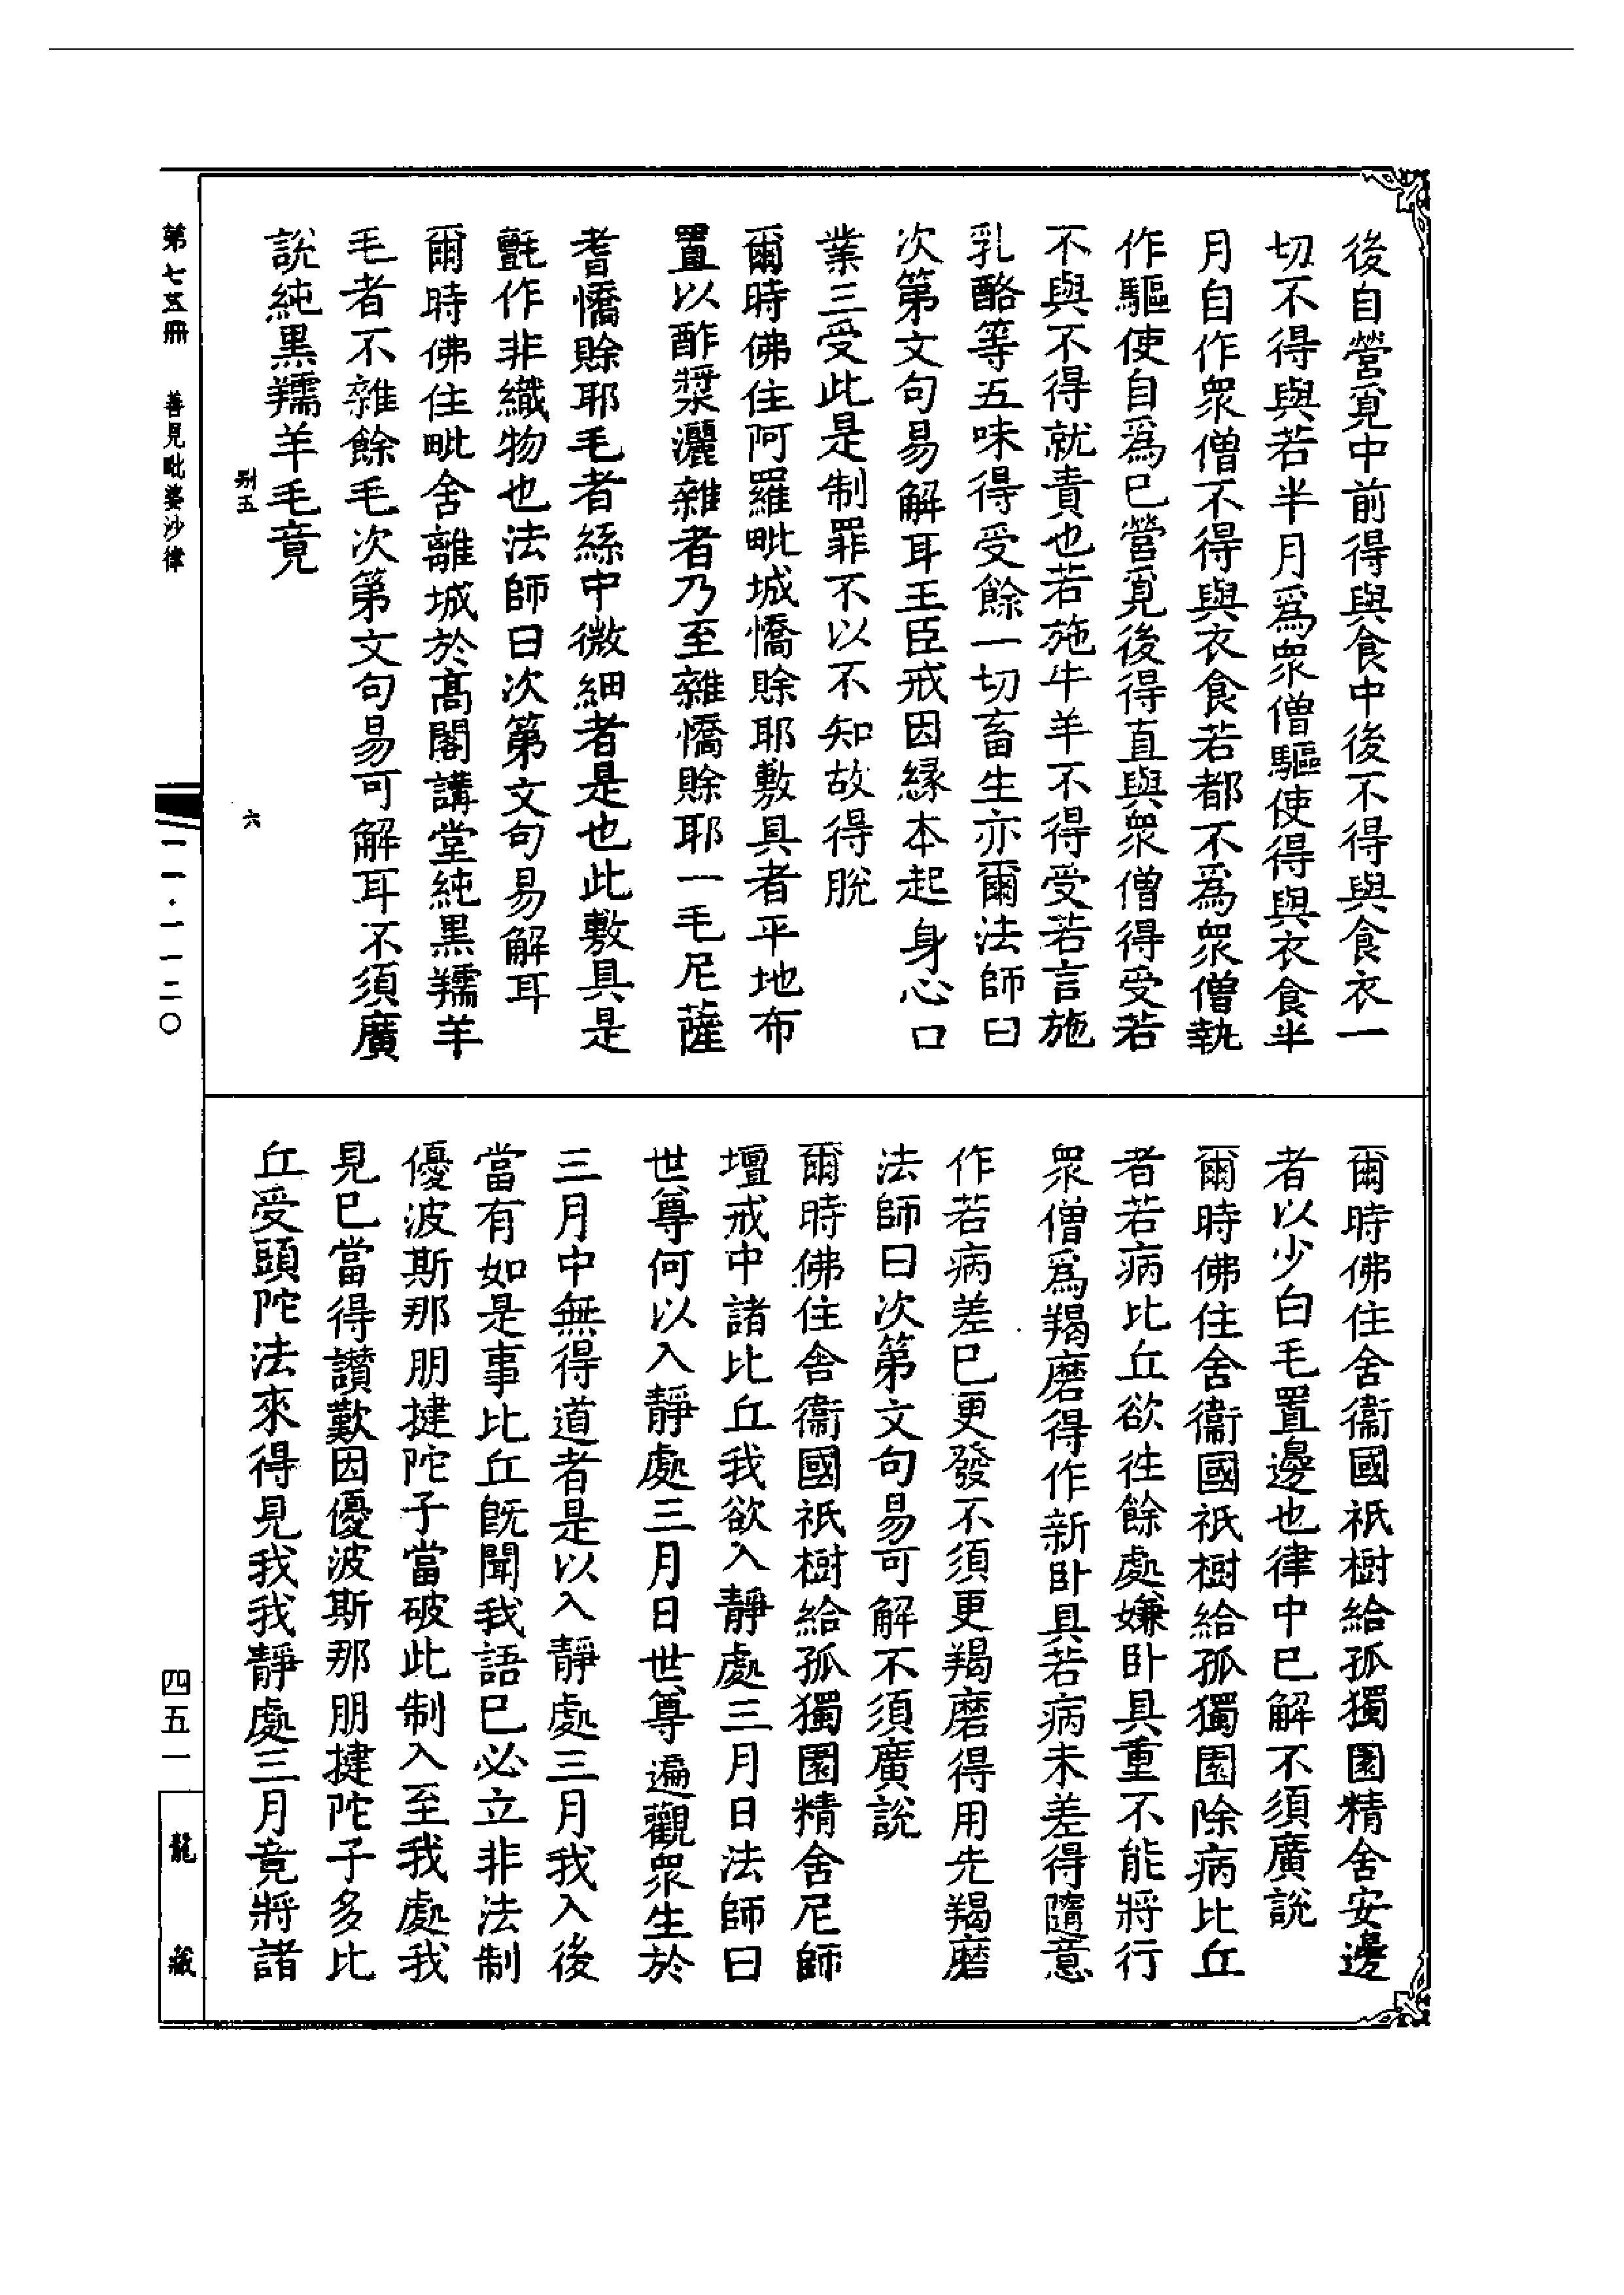 後自營覓中前得與食中後不得與食衣一
切不得與若半月爲眾僧驅使得與衣食半
月自作眾僧不得與衣食若都不爲眾僧執
作驅使自爲巳營覓後得直與眾僧得受若
不與不得就責也若施牛羊不得受若言施
乳酪等五味得受餘一切畜生亦爾法師曰
次第文句易解耳王臣戒因緣本起身心口
業三受此是制罪不以不知故得脫
爾時佛住阿羅毗城憍賒耶敷具者平地布
置以酢漿灑雜者乃至雜憍賒耶一毛尼薩
耆憍賒耶毛者絲中微細者是也此敷具是
氈作非織物也法師曰次第文句易解耳
爾時佛住毗舍離城於高閣講堂純黑羺羊
毛者不雜餘毛次第文句易可解耳不須廣
說純黑羺羊毛竟
爾時佛住舍衞國祇樹給孤獨園精舍安邊
者以少白毛置邊也律中巳解不須廣說
爾時佛住舍衞國祇樹給孤獨園除病比丘
者若病比丘欲徃餘處嫌卧具重不能將行
眾僧爲羯磨得作新卧具若病未差得隨意
作若病差巳更發不須更羯磨得用先羯磨
法師曰次第文句易可解不須廣說
爾時佛住舍衞國祇樹給孤獨園精舍尼師
壇戒中諸比丘我欲入靜處三月日法師曰
世尊何以入靜處三月日世尊遍觀眾生於
三月中無得道者是以入靜處三月我入後
當有如是事比丘旣聞我語巳必立非法制
優波斯那朋揵陀子當破此制入至我處我
見巳當得讚歎因優波斯那朋揵陀子多比
丘受頭陀法來得見我我靜處三月竟將諸
六
第七五冊
善見毗婆沙律
一一·一一二〇
四五一
龍
藏